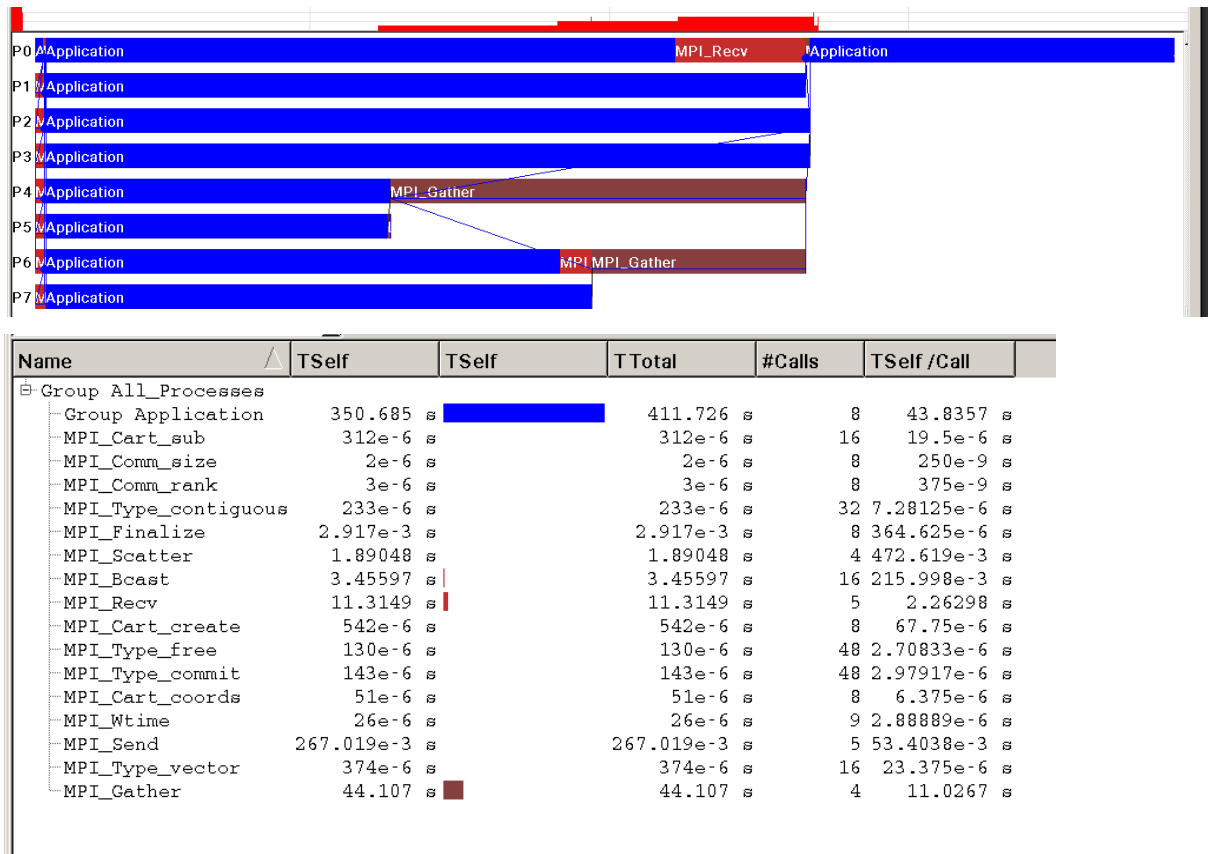 P0 Application MPI_Recv Application
P1 Application
P2 Application
P3 Application
P4 Application MPI_Gather
P5 Application
P6 Application MPI MPI_Gather
P7 Application
Name TSelf TSelf TTotal #Calls TSelf /Call
Group All_Processes
Group Application 350.685 s 411.726 s 8 43.8357 s
MPI_Cart_sub 312e-6 s 312e-6 s 16 19.5e-6 s
MPI_Comm_size 2e-6 s 2e-6 s 8 250e-9 s
MPI_Comm_rank 3e-6 s 3e-6 s 8 375e-9 s
MPI_Type_contiguous 233e-6 s 233e-6 s 32 7.28125e-6 s
MPI_Finalize 2.917e-3 s 2.917e-3 s 8 364.625e-6 s
MPI_Scatter 1.89048 s 1.89048 s 4 472.619e-3 s
MPI_Bcast 3.45597 s 3.45597 s 16 215.998e-3 s
MPI_Recv 11.3149 s 11.3149 s 5 2.26298 s
MPI_Cart_create 542e-6 s 542e-6 s 8 67.75e-6 s
MPI_Type_free 130e-6 s 130e-6 s 48 2.70833e-6 s
MPI_Type_commit 143e-6 s 143e-6 s 48 2.97917e-6 s
MPI_Cart_coords 51e-6 s 51e-6 s 8 6.375e-6 s
MPI_Wtime 26e-6 s 26e-6 s 9 2.88889e-6 s
MPI_Send 267.019e-3 s 267.019e-3 s 5 53.4038e-3 s
MPI_Type_vector 374e-6 s 374e-6 s 16 23.375e-6 s
MPI_Gather 44.107 s 44.107 s 4 11.0267 s